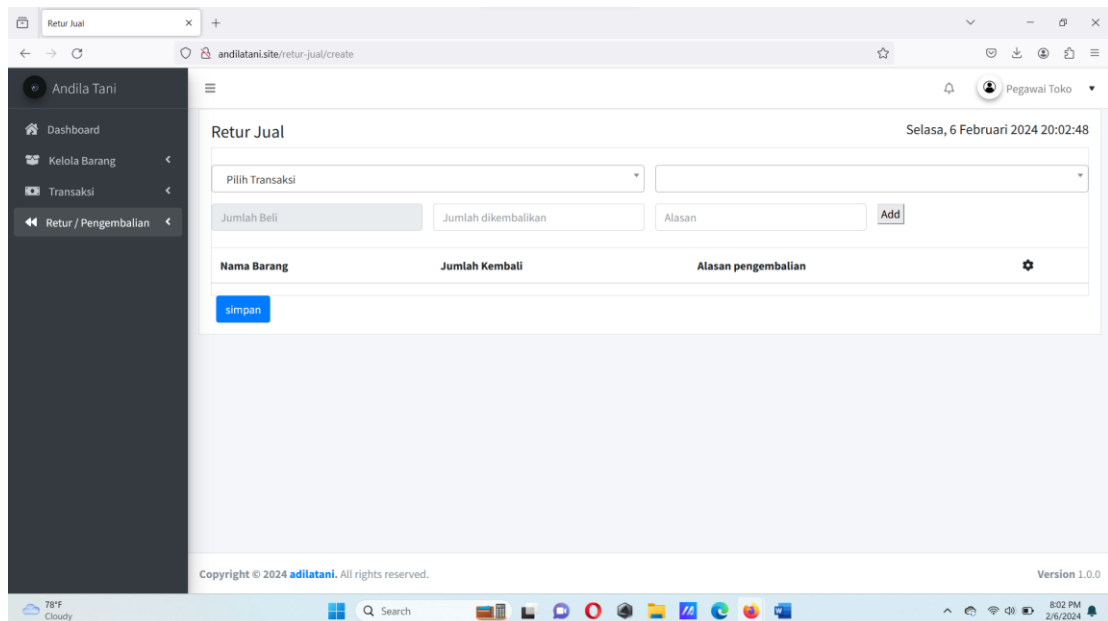 Retur Jual
andilatani.site/retur-jual/create
Andila Tani
Pegawai Toko
Dashboard
Kelola Barang
Transaksi
Retur / Pengembalian
Retur Jual
Selasa, 6 Februari 2024 20:02:48
Pilih Transaksi
Jumlah Beli
Jumlah dikembalikan
Alasan
Add
Nama Barang
Jumlah Kembali
Alasan pengembalian
simpan
Copyright © 2024 adilatani. All rights reserved.
Version 1.0.0
78°F
Cloudy
Search
8:02 PM
2/6/2024